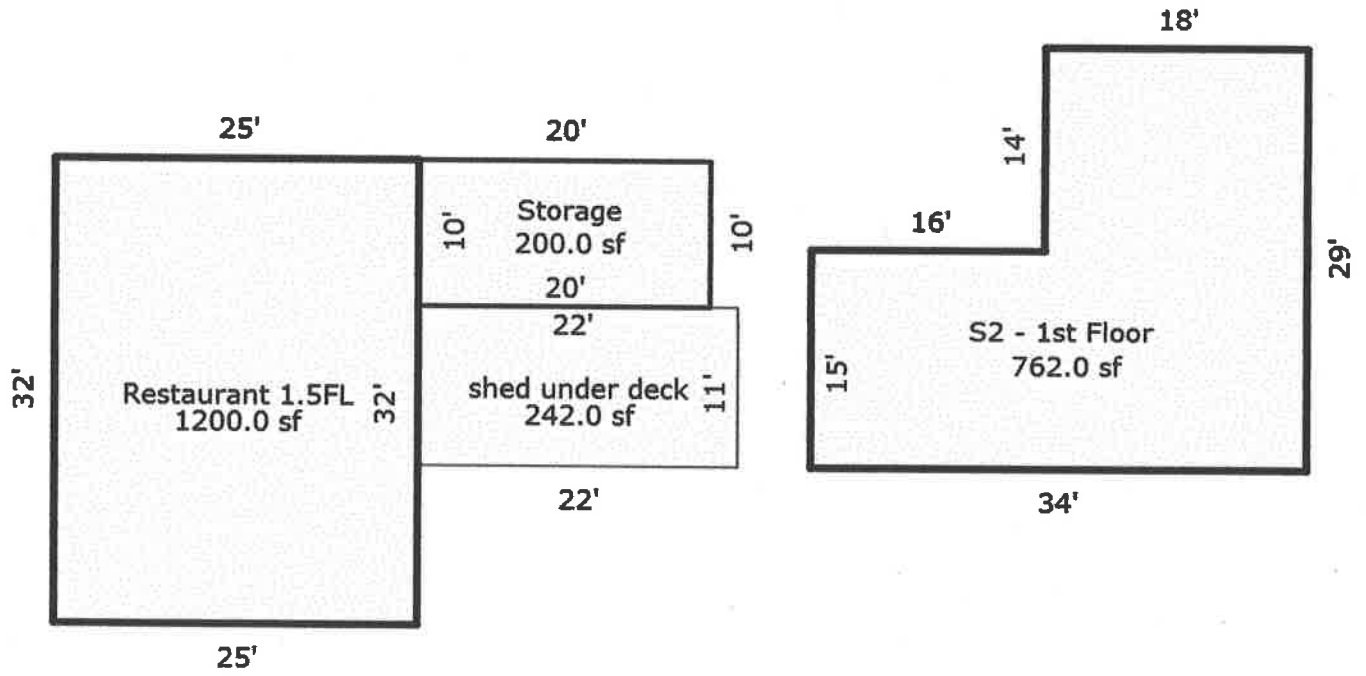 18'
25'
20'
14'
Storage
200.0 sf
10'
10'
16'
29'
20'
22'
S2 - 1st Floor
762.0 sf
32'
Restaurant 1.5FL
1200.0 sf
32'
shed under deck
242.0 sf
11'
15'
22'
34'
25'